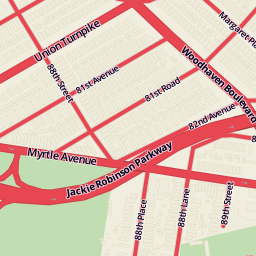 Margaret Pl
Union Turnpike
Woodhaven Boulevard
88th Street
81st Avenue
81st Road
82nd Avenue
Myrtle Avenue
Jackie Robinson Parkway
88th Place
88th Lane
89th Street